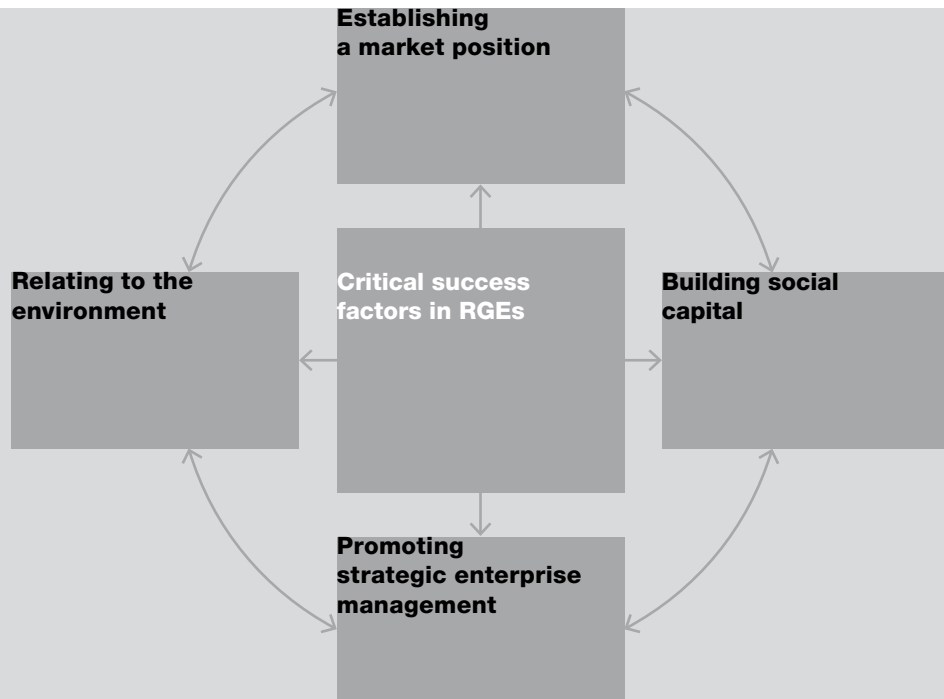 Establishing
a market position
Relating to the
environment
Critical success
factors in RGEs
Building social
capital
Promoting
strategic enterprise
management